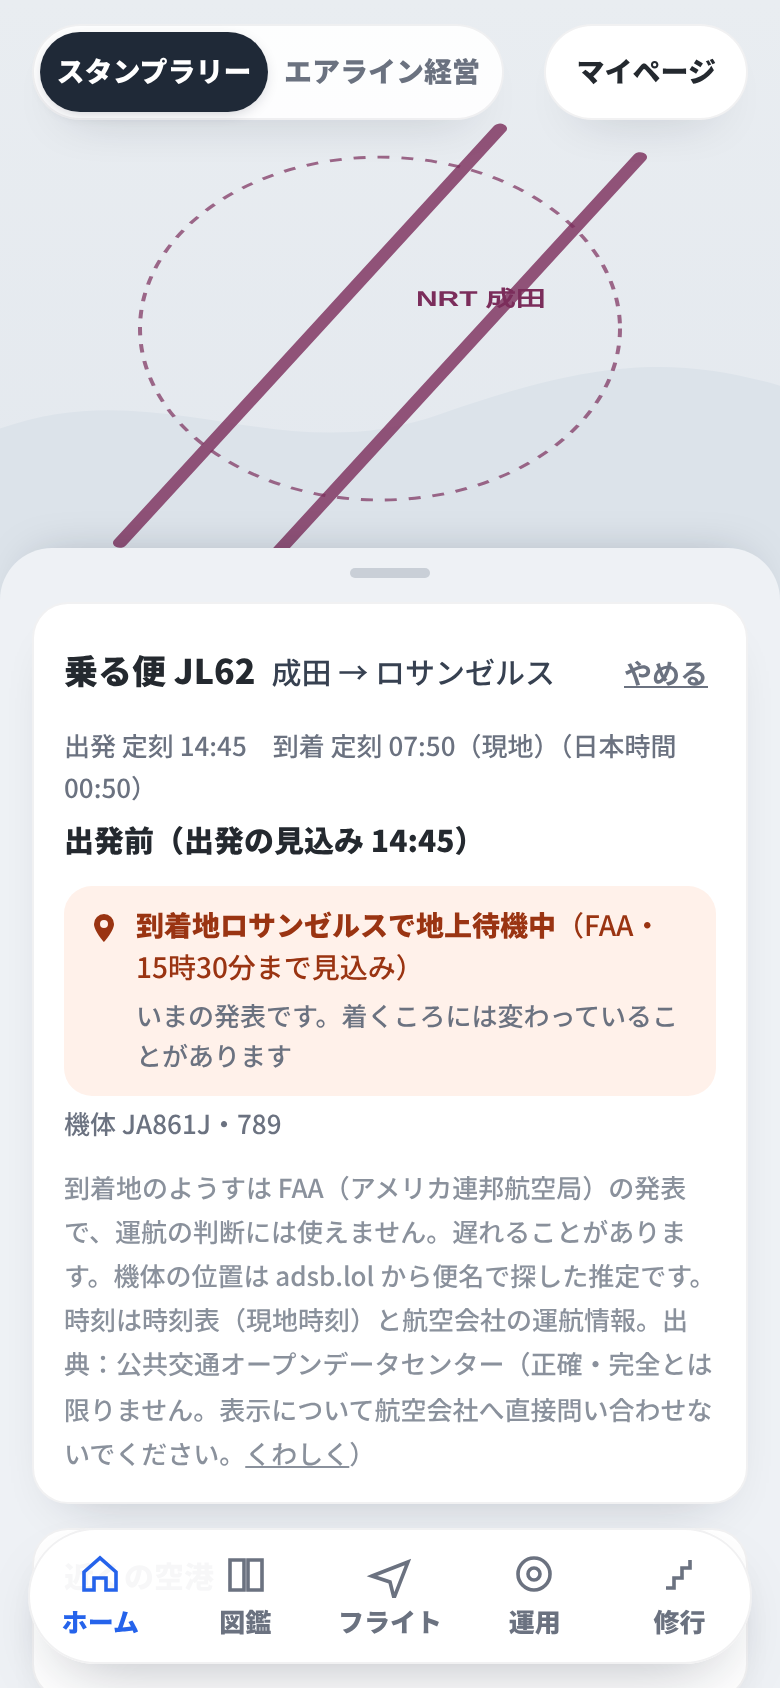 スタンプラリー エアライン経営 マイページ
NRT 成田
乗る便 JL62 成田 → ロサンゼルス やめる
出発 定刻 14:45 到着 定刻 07:50（現地）（日本時間
00:50）
出発前（出発の見込み 14:45）
到着地ロサンゼルスで地上待機中（FAA・
15時30分まで見込み）
いまの発表です。着くころには変わっているこ
とがあります
機体 JA861J・789
到着地のようすは FAA（アメリカ連邦航空局）の発表
で、運航の判断には使えません。遅れることがありま
す。機体の位置は adsb.lol から便名で探した推定です。
時刻は時刻表（現地時刻）と航空会社の運航情報。出
典：公共交通オープンデータセンター（正確・完全とは
限りません。表示について航空会社へ直接問い合わせな
いでください。くわしく）
の空港
ホーム 図鑑 フライト 運用 修行